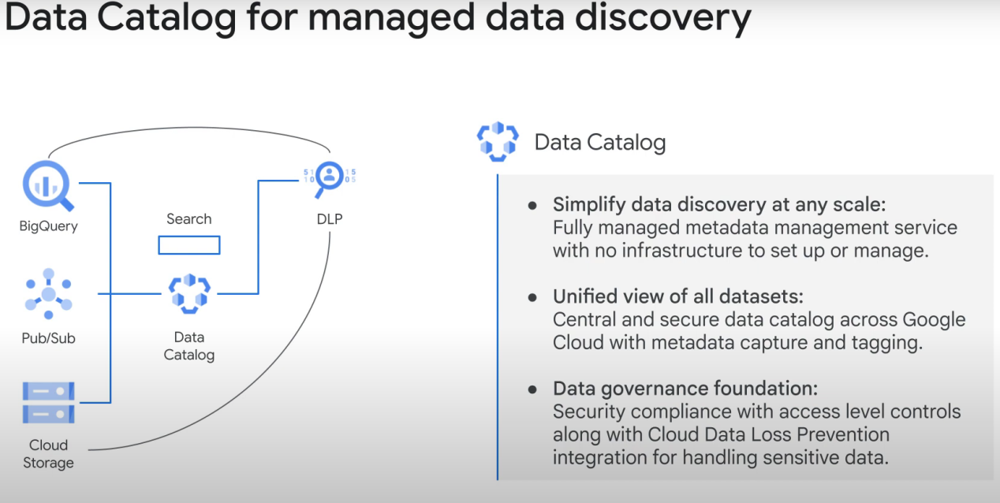 Data Catalog for managed data discovery
BigQuery
Pub/Sub
Cloud
Storage
Search
Data
Catalog
DLP
Data Catalog
● Simplify data discovery at any scale:
Fully managed metadata management service
with no infrastructure to set up or manage.
● Unified view of all datasets:
Central and secure data catalog across Google
Cloud with metadata capture and tagging.
● Data governance foundation:
Security compliance with access level controls
along with Cloud Data Loss Prevention
integration for handling sensitive data.